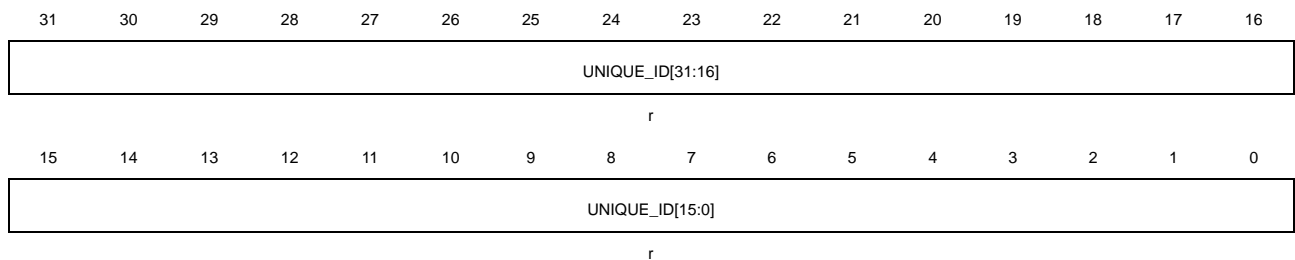 31 30 29 28 27 26 25 24 23 22 21 20 19 18 17 16
UNIQUE_ID[31:16]
r
15 14 13 12 11 10 9 8 7 6 5 4 3 2 1 0
UNIQUE_ID[15:0]
r